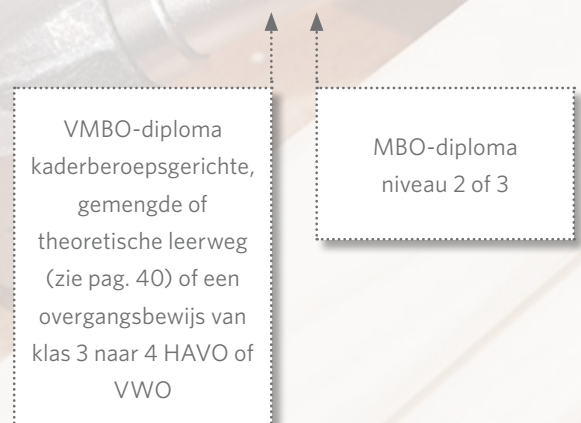 VMBO-diploma
kaderberoepsgerichte,
gemengde of
theoretische leerweg
(zie pag. 40) of een
overgangsbewijs van
klas 3 naar 4 HAVO of
VWO
MBO-diploma
niveau 2 of 3